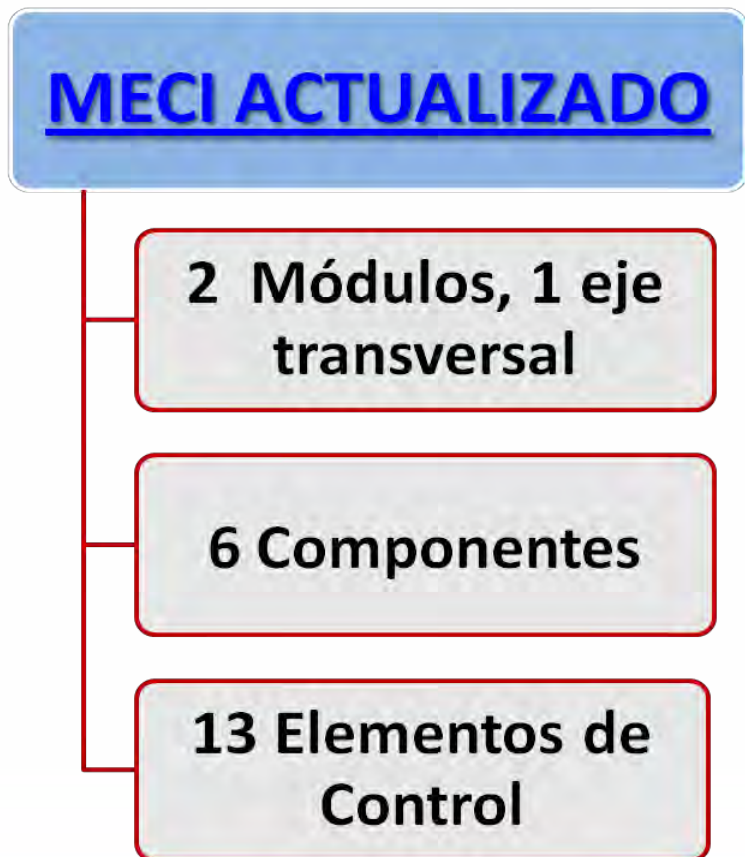 MECI ACTUALIZADO
2 Módulos, 1 eje
transversal
6 Componentes
13 Elementos de
Control